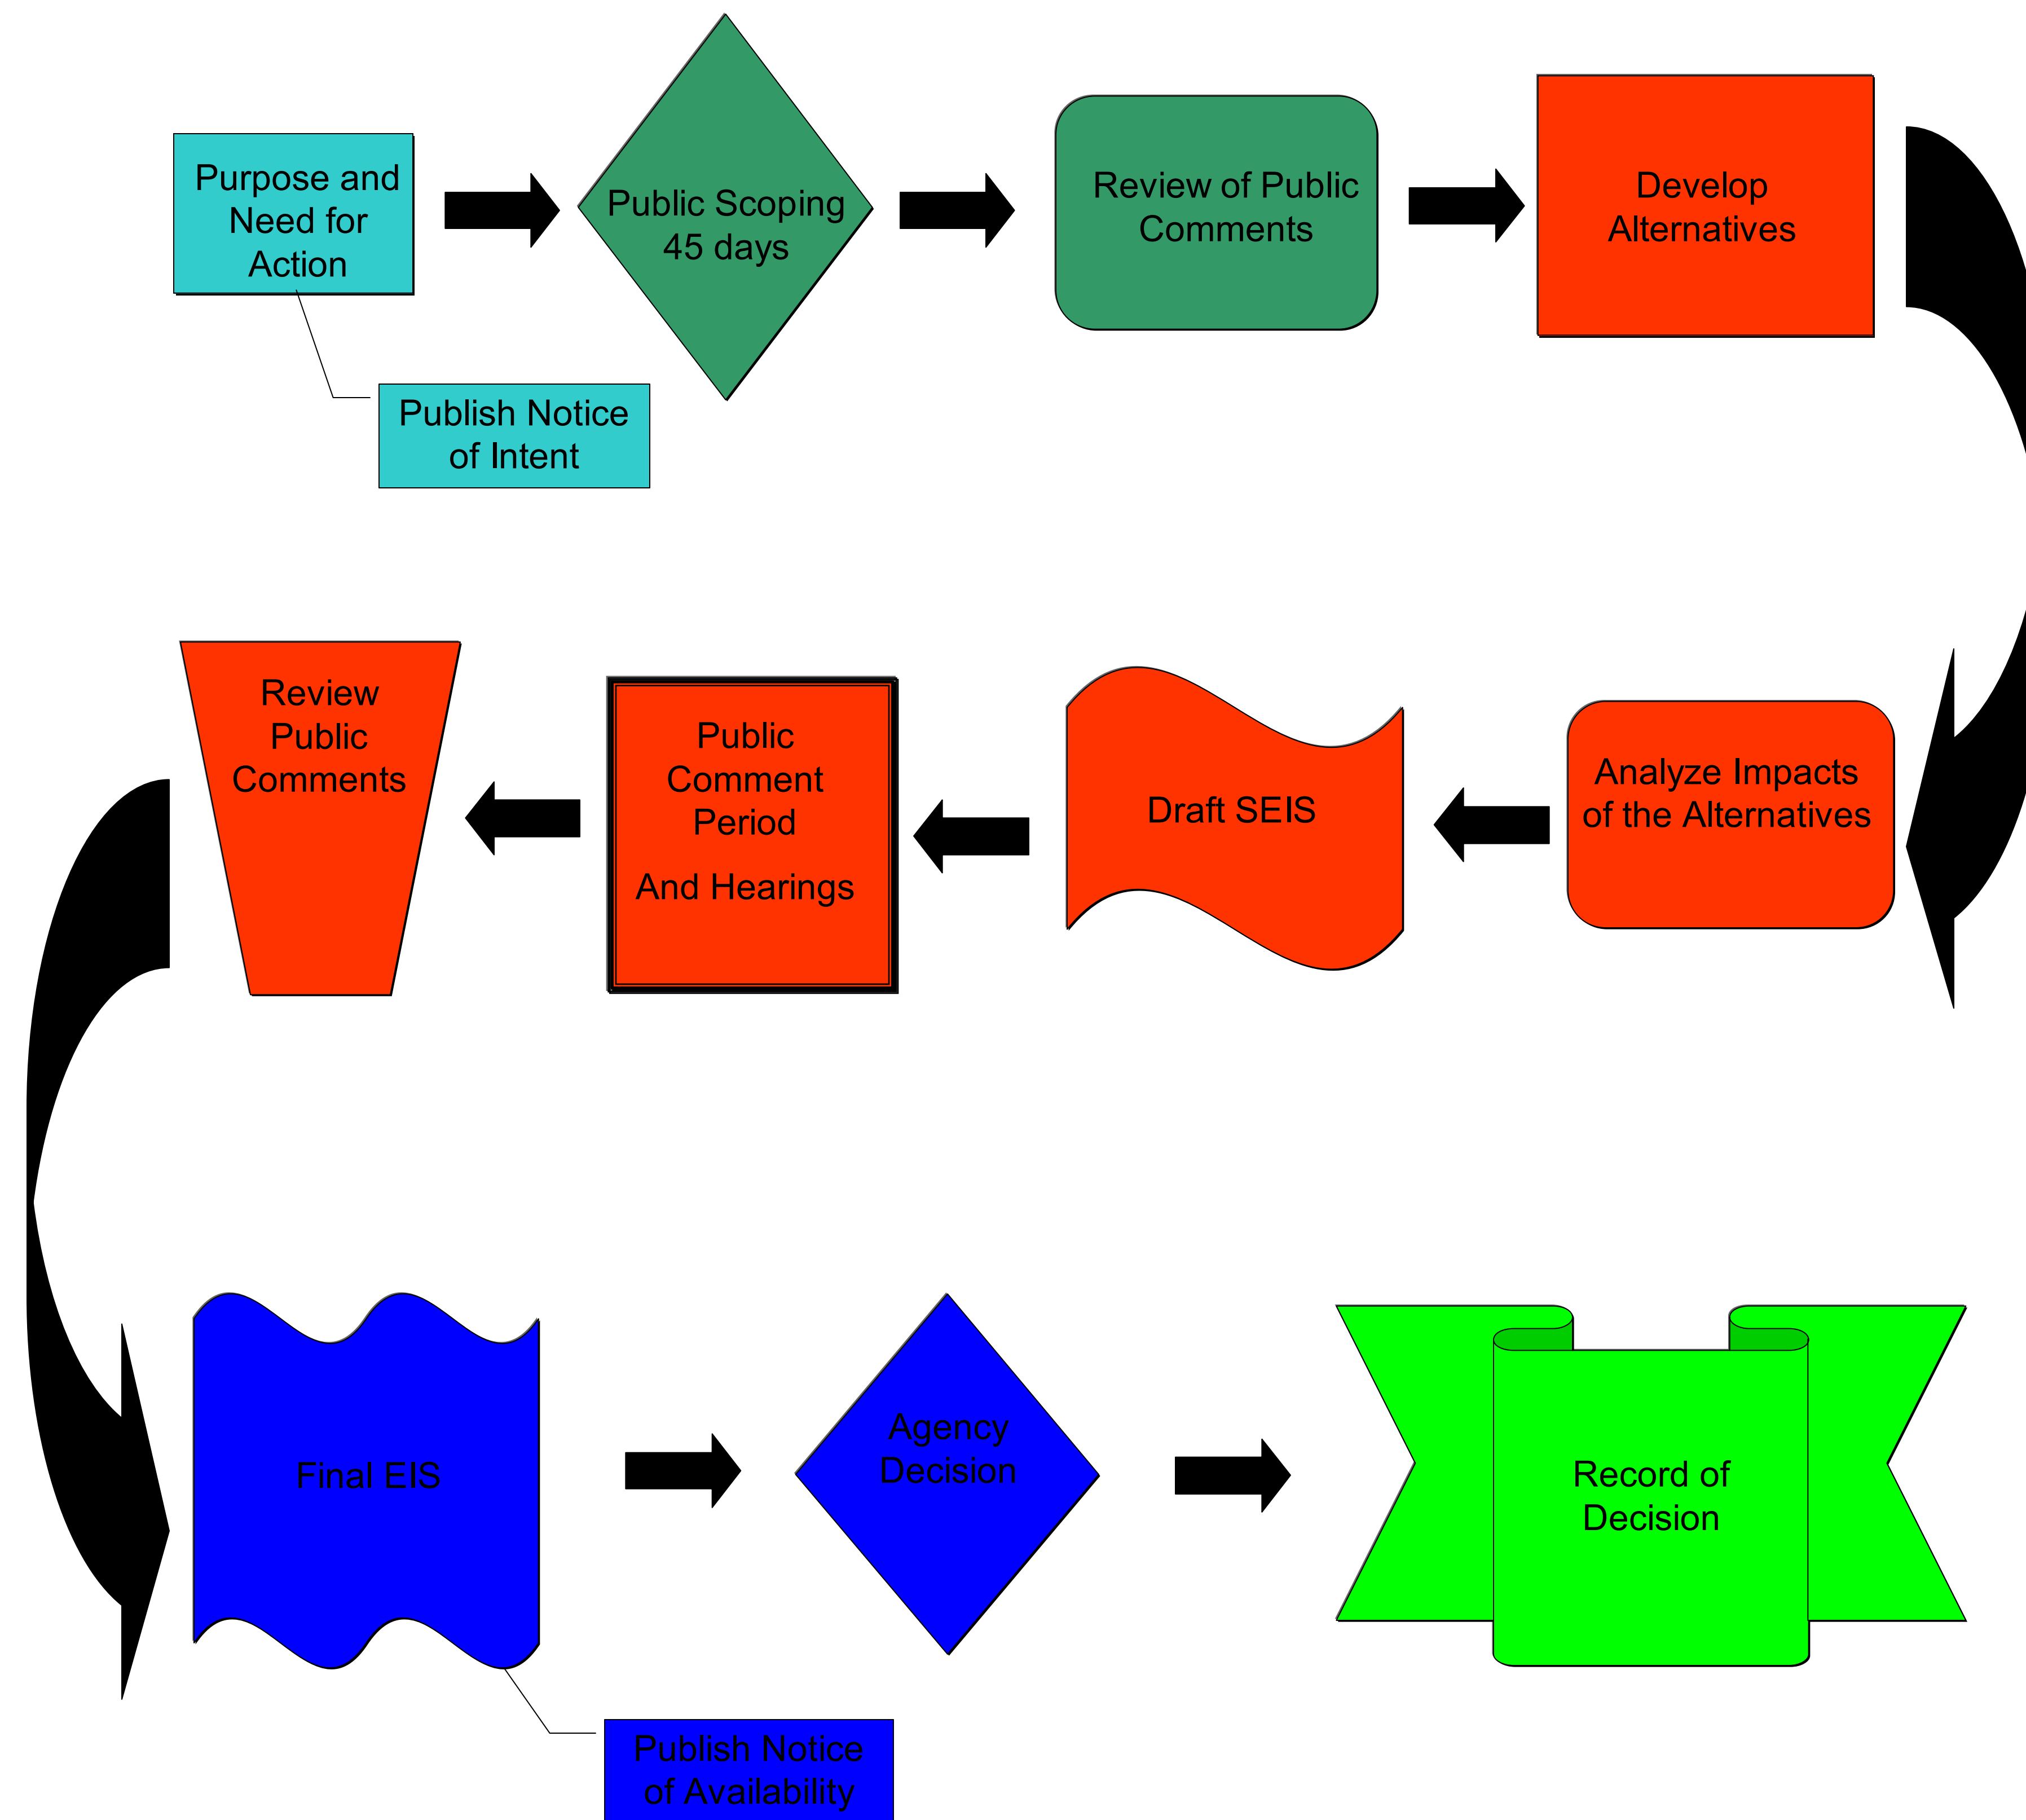 Purpose and
Need for
Action
Public Scoping
45 days
Review of Public
Comments
Develop
Alternatives
Publish Notice
of Intent
Analyze Impacts
of the Alternatives
Draft SEIS
Public
Comment
Period
And Hearings
Review
Public
Comments
Final EIS
Agency
Decision
Record of
Decision
Publish Notice
of Availability